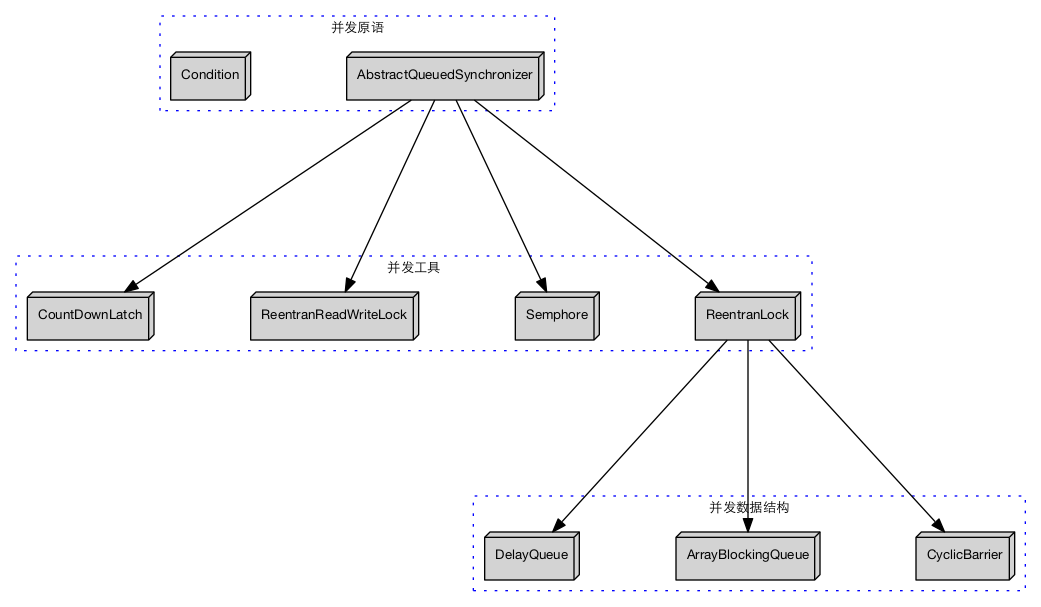 并发原语
Condition
AbstractQueuedSynchronizer
并发工具
CountDownLatch
ReentranReadWriteLock
Semphore
ReentranLock
并发数据结构
DelayQueue
ArrayBlockingQueue
CyclicBarrier